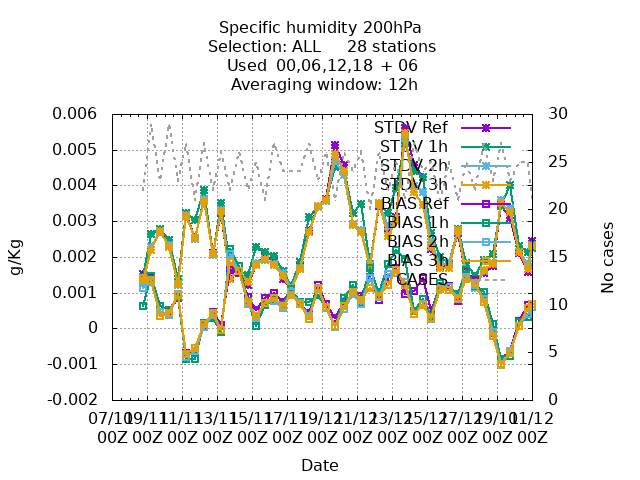 Specific humidity 200hPa
Selection: ALL 28 stations
Used 00,06,12,18 + 06
Averaging window: 12h
0.006
0.005
0.004
0.003
0.002
0.001
0
-0.001
-0.002
g/Kg
30
25
20
15
10
5
0
No cases
STDV Ref
STDV 1h
STDV 2h
STDV 3h
BIAS Ref
BIAS 1h
BIAS 2h
BIAS 3h
CASES
07/10 09/11 11/11 13/11 15/11 17/11 19/12 21/12 23/12 25/12 27/12 29/10 01/12
00Z 00Z 00Z 00Z 00Z 00Z 00Z 00Z 00Z 00Z 00Z 00Z 00Z
Date